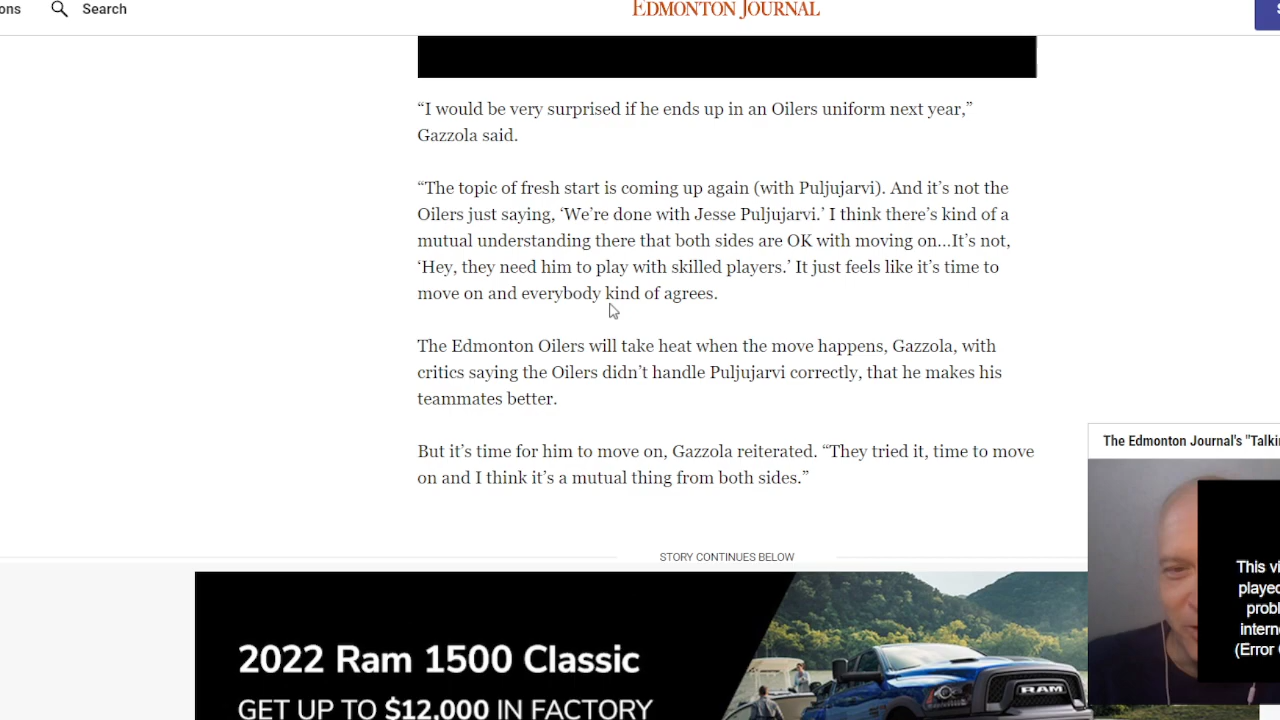 ons
Search
EDMONTON JOURNAL
“I would be very surprised if he ends up in an Oilers uniform next year,”
Gazzola said.
“The topic of fresh start is coming up again (with Puljujarvi). And it’s not the
Oilers just saying, ‘We’re done with Jesse Puljujarvi.’ I think there’s kind of a
mutual understanding there that both sides are OK with moving on…It’s not,
‘Hey, they need him to play with skilled players.’ It just feels like it’s time to
move on and everybody kind of agrees.
The Edmonton Oilers will take heat when the move happens, Gazzola, with
critics saying the Oilers didn’t handle Puljujarvi correctly, that he makes his
teammates better.
But it’s time for him to move on, Gazzola reiterated. “They tried it, time to move
on and I think it’s a mutual thing from both sides.”
STORY CONTINUES BELOW
The Edmonton Journal's "Talki
This vi
played
probl
interne
(Error
2022 Ram 1500 Classic
GET UP TO $12,000 IN FACTORY
RAM